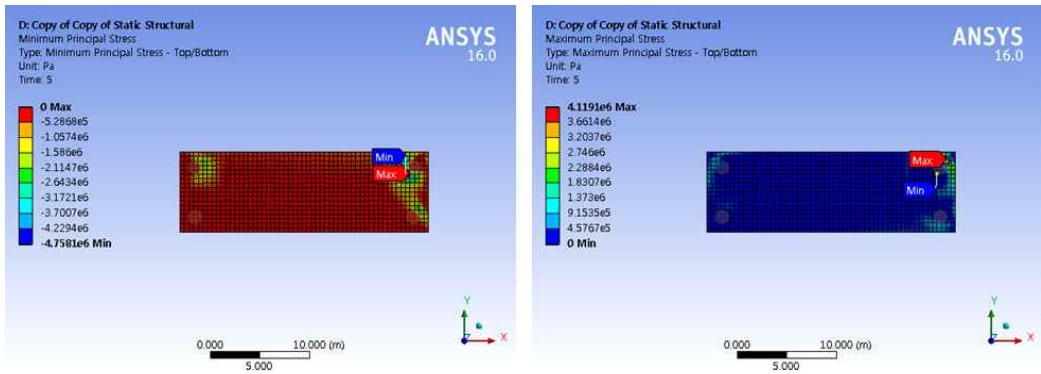 D: Copy of Copy of Static Structural
Minimum Principal Stress
Type: Minimum Principal Stress - Top/Bottom
Unit: Pa
Time: 5
ANSYS
16.0
0 Max
-5.2868e5
-1.0574e6
-1.586e6
-2.1147e6
-2.6434e6
-3.1721e6
-3.7007e6
-4.2294e6
-4.7581e6 Min
Min
Max
Y
Z
X
0.000
10.000 (m)
5.000
D: Copy of Copy of Static Structural
Maximum Principal Stress
Type: Maximum Principal Stress - Top/Bottom
Unit: Pa
Time: 5
ANSYS
16.0
4.1191e6 Max
3.6614e6
3.2037e6
2.746e6
2.2884e6
1.8307e6
1.373e6
9.1535e5
4.5767e5
0 Min
Max
Min
Y
Z
X
0.000
10.000 (m)
5.000